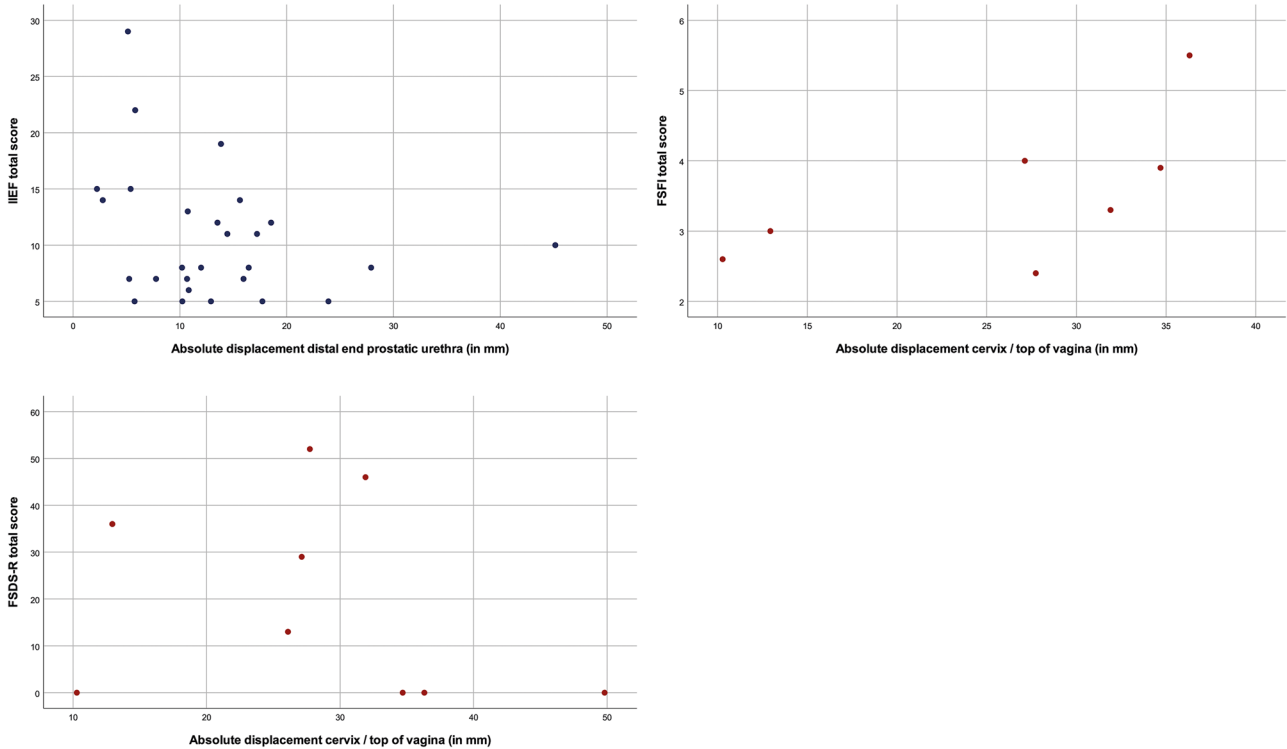 30
25
20
15
10
5
IIEF total score
0 10 20 30 40 50
Absolute displacement distal end prostatic urethra (in mm)
6
5
4
3
2
FSFI total score
10 15 20 25 30 35 40
Absolute displacement cervix / top of vagina (in mm)
60
50
40
30
20
10
0
FSDS-R total score
10 20 30 40 50
Absolute displacement cervix / top of vagina (in mm)